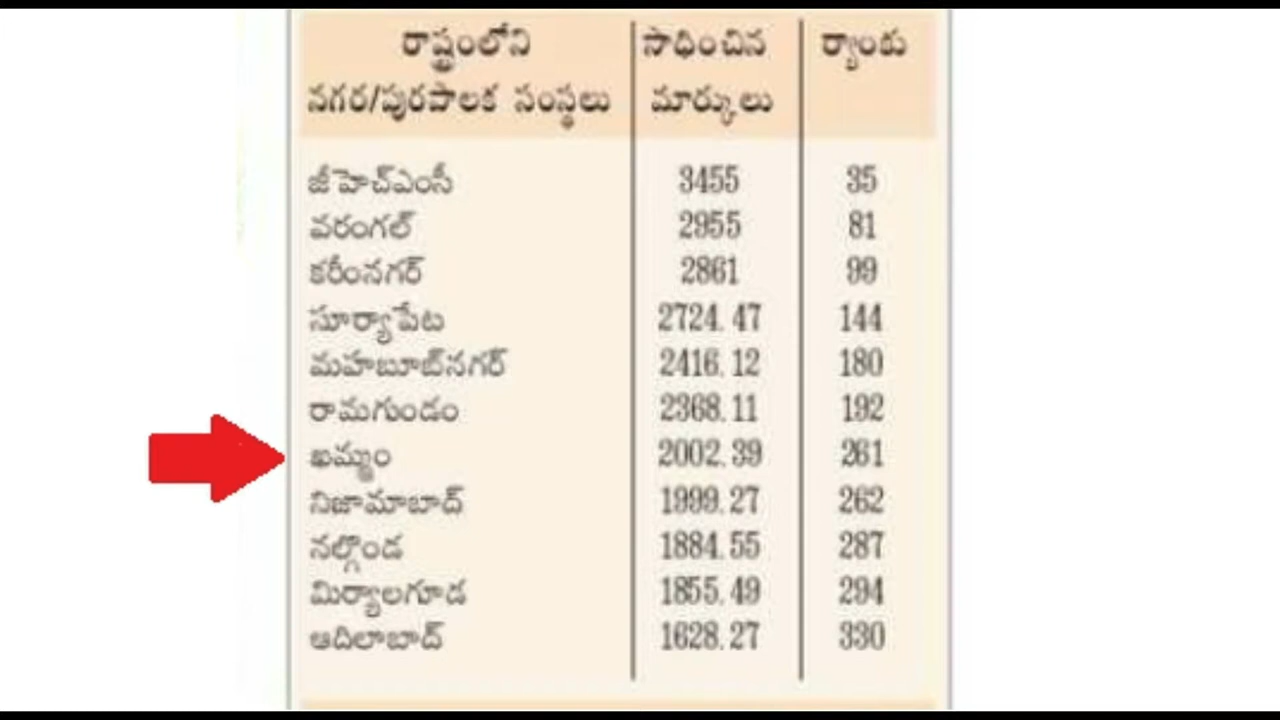 రాష్ట్రంలోని సాధించిన ర్యాంకు
నగర/పురపాలక సంస్థలు మార్కులు
జీహెచ్ఎంసీ 3455 35
వరంగల్ 2955 81
కరీంనగర్ 2861 99
సూర్యాపేట 2724.47 144
మహబూబ్‌నగర్ 2416.12 180
రామగుండం 2368.11 192
ఖమ్మం 2002.39 261
నిజామాబాద్ 1999.27 262
నల్గొండ 1884.55 287
మిర్యాలగూడ 1855.49 294
ఆదిలాబాద్ 1628.27 330